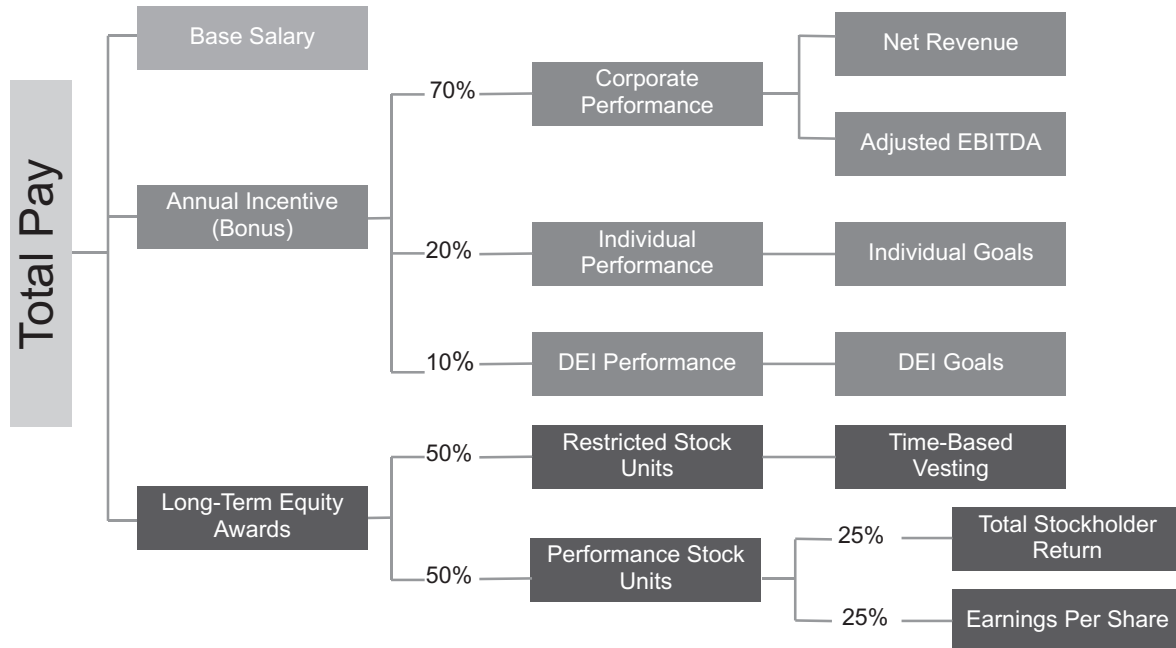 Total Pay
Base Salary
Annual Incentive
(Bonus)
70%
Corporate
Performance
Net Revenue
Adjusted EBITDA
20%
Individual
Performance
Individual Goals
10%
DEI Performance
DEI Goals
Long-Term Equity
Awards
50%
Restricted Stock
Units
Time-Based
Vesting
50%
Performance Stock
Units
25%
Total Stockholder
Return
25%
Earnings Per Share